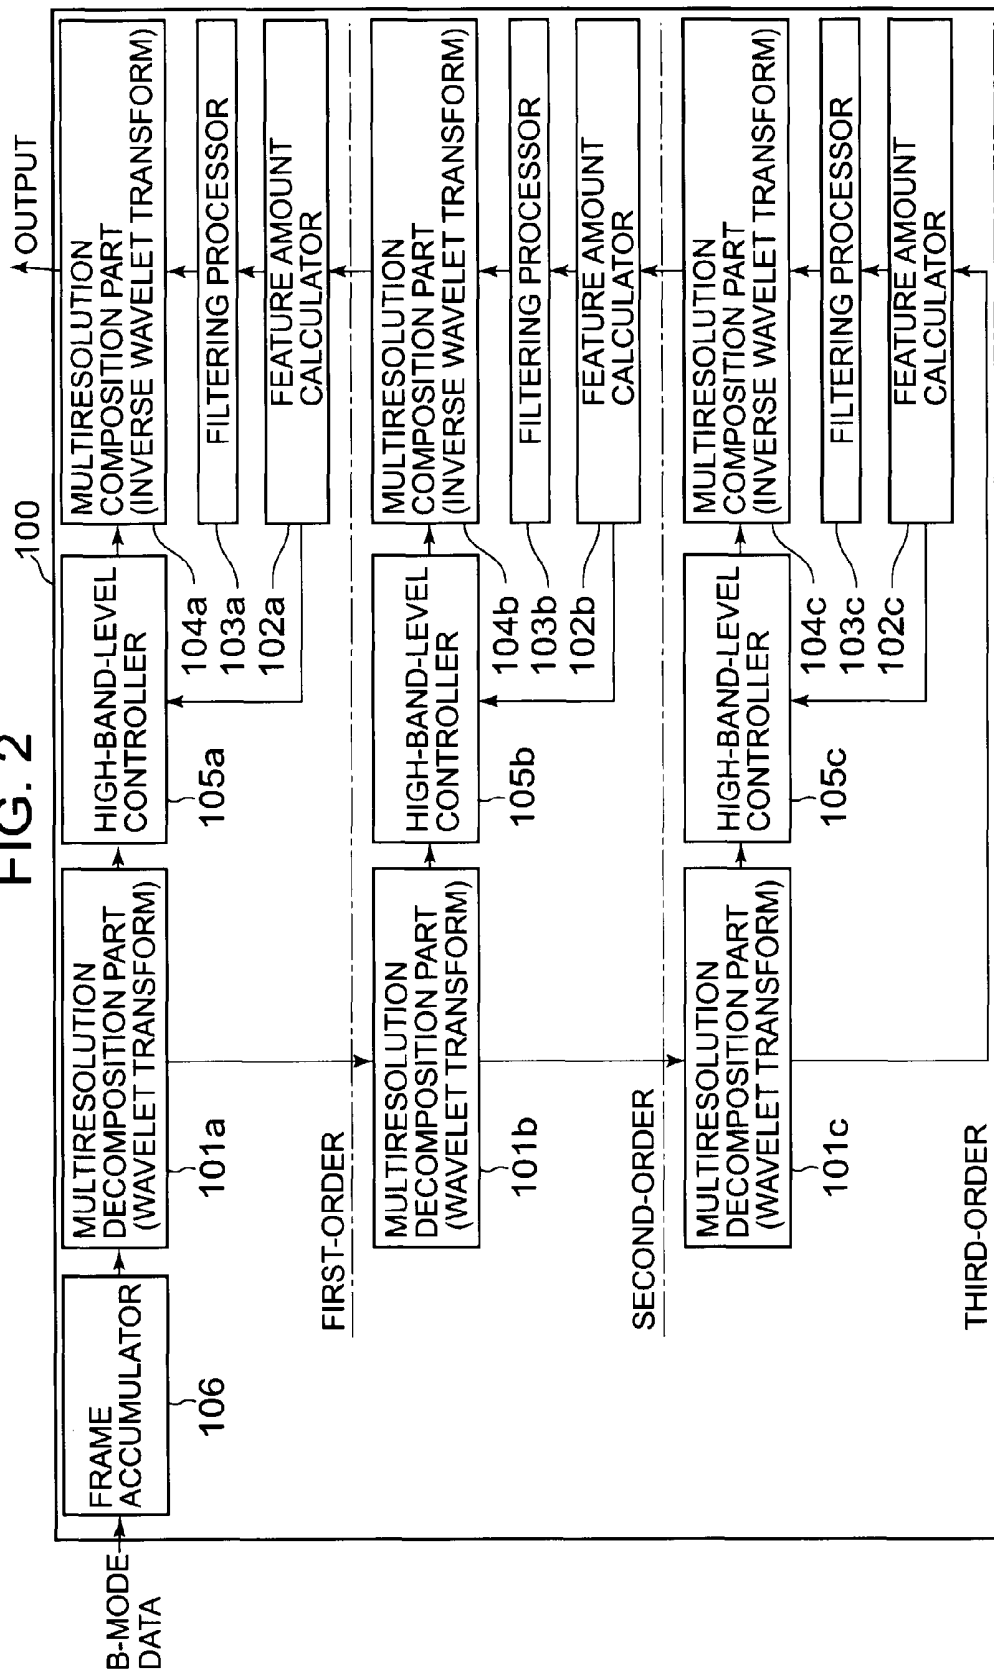 FIG. 2
100
B-MODE
DATA
FRAME
ACCUMULATOR
106
MULTIRESOLUTION
DECOMPOSITION PART
(WAVELET TRANSFORM)
101a
HIGH-BAND-LEVEL
CONTROLLER
105a
MULTIRESOLUTION
COMPOSITION PART
(INVERSE WAVELET TRANSFORM)
OUTPUT
104a
FILTERING PROCESSOR
103a
FEATURE AMOUNT
CALCULATOR
102a
FIRST-ORDER
MULTIRESOLUTION
DECOMPOSITION PART
(WAVELET TRANSFORM)
101b
HIGH-BAND-LEVEL
CONTROLLER
105b
MULTIRESOLUTION
COMPOSITION PART
(INVERSE WAVELET TRANSFORM)
104b
FILTERING PROCESSOR
103b
FEATURE AMOUNT
CALCULATOR
102b
SECOND-ORDER
MULTIRESOLUTION
DECOMPOSITION PART
(WAVELET TRANSFORM)
101c
HIGH-BAND-LEVEL
CONTROLLER
105c
MULTIRESOLUTION
COMPOSITION PART
(INVERSE WAVELET TRANSFORM)
104c
FILTERING PROCESSOR
103c
FEATURE AMOUNT
CALCULATOR
102c
THIRD-ORDER